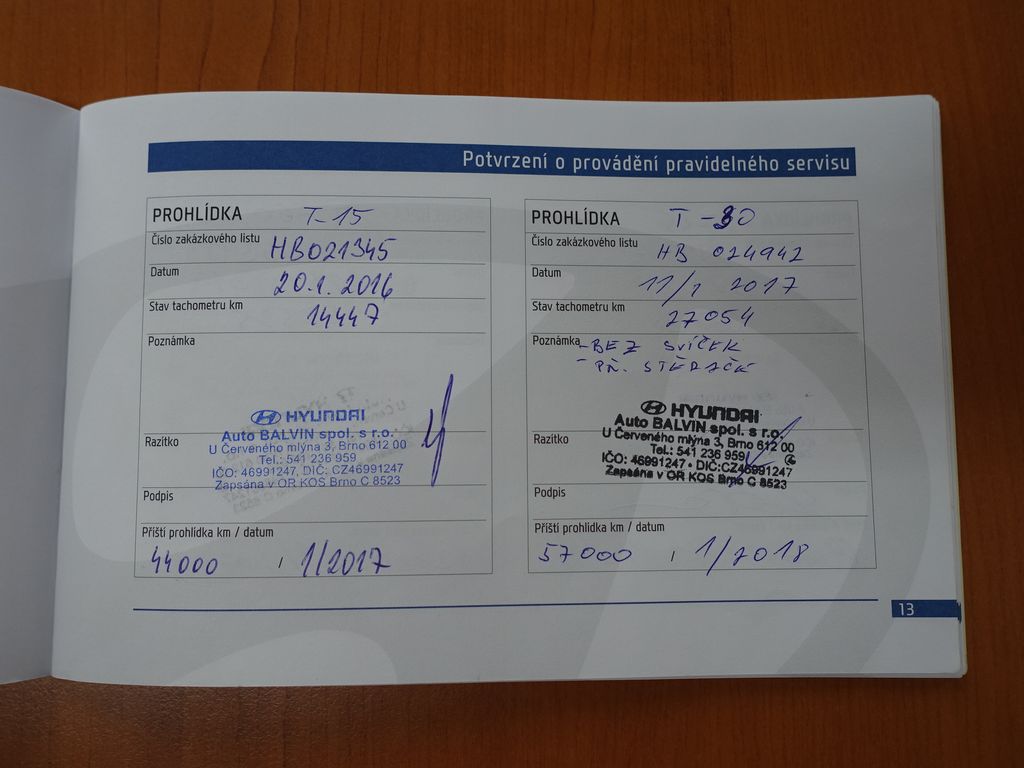 Potvrzení o provádění pravidelného servisu
PROHLÍDKA T-15
Číslo zakázkového listu HB021345
Datum 20.1. 2016
Stav tachometru km 14447
Poznámka
HYUNDAI
Auto BALVÍN spol. s r.o.
U Červeného mlýna 3, Brno 612 00
Tel.: 541 236 959
IČO: 46991247, DIČ: CZ46991247
Zapsána v OR KOS Brno C 8523
Razítko
Podpis
Příští prohlídka km / datum
44000 / 1/2017
PROHLÍDKA T-30
Číslo zakázkového listu HB 024942
Datum 11/1 2017
Stav tachometru km 27054
Poznámka - BEZ SVÍČEK
- PŘ. STĚRAČE
HYUNDAI
Auto BALVÍN spol. s r.o.
U Červeného mlýna 3, Brno 612 00
Tel.: 541 236 959
IČO: 46991247 • DIČ:CZ46991247
Zapsána v OR KOS Brno C 8523
Razítko
Podpis
Příští prohlídka km / datum
57000 / 1/2018
13